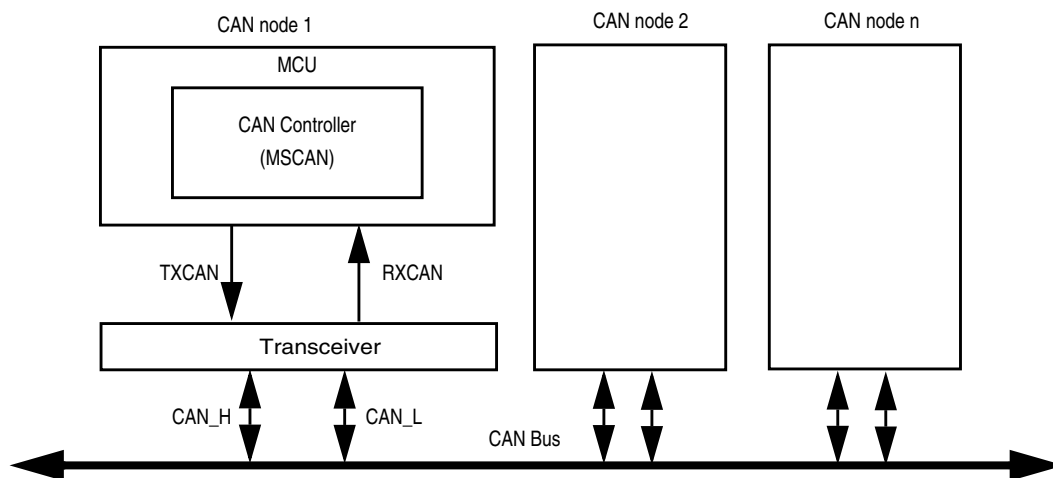 CAN node 1
CAN node 2
CAN node n
MCU
CAN Controller
(MSCAN)
TXCAN
RXCAN
Transceiver
CAN_H
CAN_L
CAN Bus